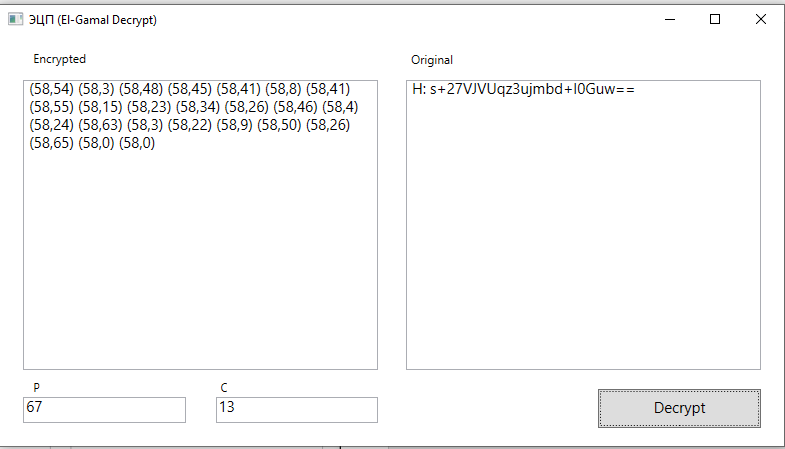 ЭЦП (El-Gamal Decrypt)
Encrypted
Original
(58,54) (58,3) (58,48) (58,45) (58,41) (58,8) (58,41)
(58,55) (58,15) (58,23) (58,34) (58,26) (58,46) (58,4)
(58,24) (58,63) (58,3) (58,22) (58,9) (58,50) (58,26)
(58,65) (58,0) (58,0)
H: s+27VJVUqz3ujmbd+I0Guw==
P
C
67
13
Decrypt